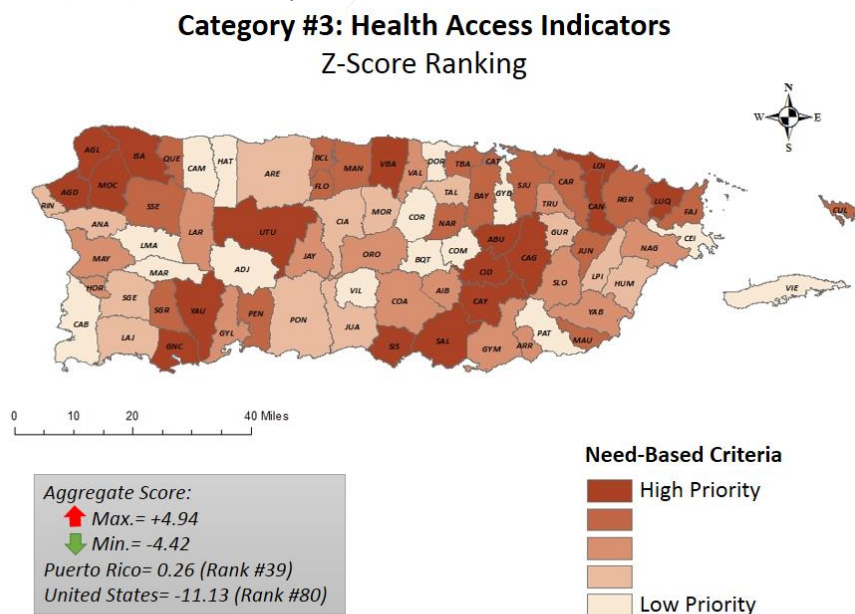 Category #3: Health Access Indicators
Z-Score Ranking
N
W E
S
AGL
ISA
QUE
CAM
HAT
ARE
BCL
MAN
VBA
VAL
DOR
TBA
CAT
SJU
CAR
LOI
AGD
MOC
FLO
TAL
BAY
GYB
TRU
CAN
RGR
LUQ
FAJ
CUL
RIN
SSE
ANA
LAR
UTU
CIA
MOR
COR
NAR
GUR
CEI
MAY
LMA
JAY
ORO
BQT
COM
ABU
CAG
JUN
NAG
MAR
ADJ
CID
LPI
HUM
HOR
SGE
VIL
COA
AIB
SLO
VIE
CAB
SGR
YAU
PEN
PON
JUA
CAY
YAB
LAJ
GNC
GYL
SIS
SAL
GYM
ARR
PAT
MAU
0 10 20 40 Miles
Need-Based Criteria
High Priority
Low Priority
Aggregate Score:
Max.= +4.94
Min.= -4.42
Puerto Rico= 0.26 (Rank #39)
United States= -11.13 (Rank #80)